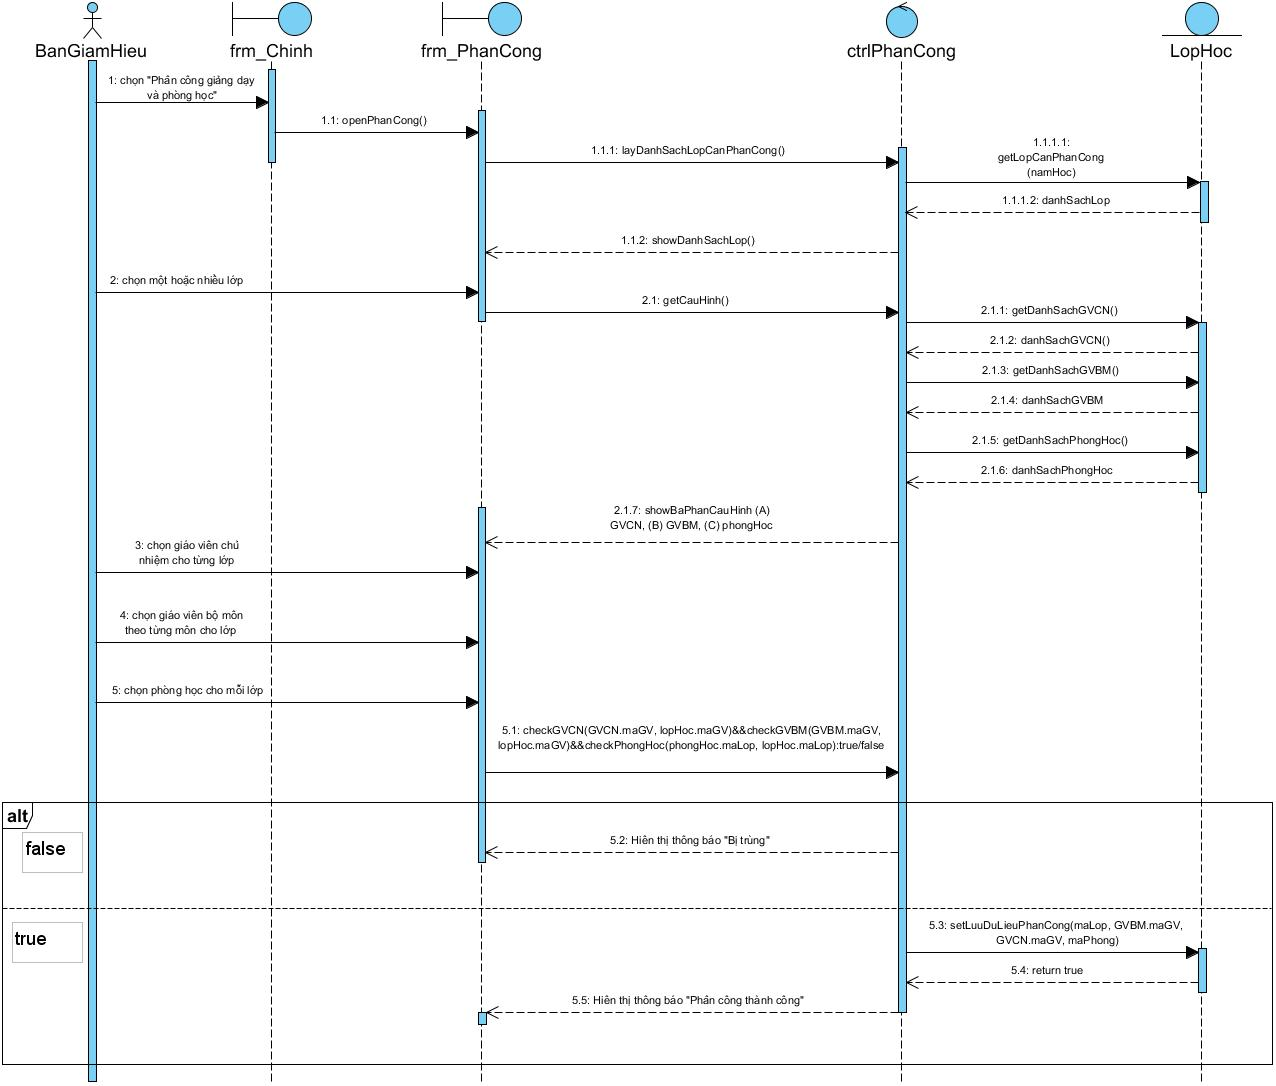 BanGiamHieu
frm_Chinh
frm_PhanCong
ctrlPhanCong
LopHoc
1: chọn "Phân công giảng dạy
và phòng học"
1.1: openPhanCong()
1.1.1: layDanhSachLopCanPhanCong()
1.1.1.1:
getLopCanPhanCong
(namHoc)
1.1.1.2: danhSachLop
1.1.2: showDanhSachLop()
2: chọn một hoặc nhiều lớp
2.1: getCauHinh()
2.1.1: getDanhSachGVCN()
2.1.2: danhSachGVCN()
2.1.3: getDanhSachGVBM()
2.1.4: danhSachGVBM
2.1.5: getDanhSachPhongHoc()
2.1.6: danhSachPhongHoc
2.1.7: showBaPhanCauHinh (A)
GVCN, (B) GVBM, (C) phongHoc
3: chọn giáo viên chủ
nhiệm cho từng lớp
4: chọn giáo viên bộ môn
theo từng môn cho lớp
5: chọn phòng học cho mỗi lớp
5.1: checkGVCN(GVCN.maGV, lopHoc.maGV)&&checkGVBM(GVBM.maGV,
lopHoc.maGV)&&checkPhongHoc(phongHoc.maLop, lopHoc.maLop):true/false
alt
false
5.2: Hiển thị thông báo "Bị trùng"
true
5.3: setLuuDuLieuPhanCong(maLop, GVBM.maGV,
GVCN.maGV, maPhong)
5.4: return true
5.5: Hiển thị thông báo "Phân công thành công"